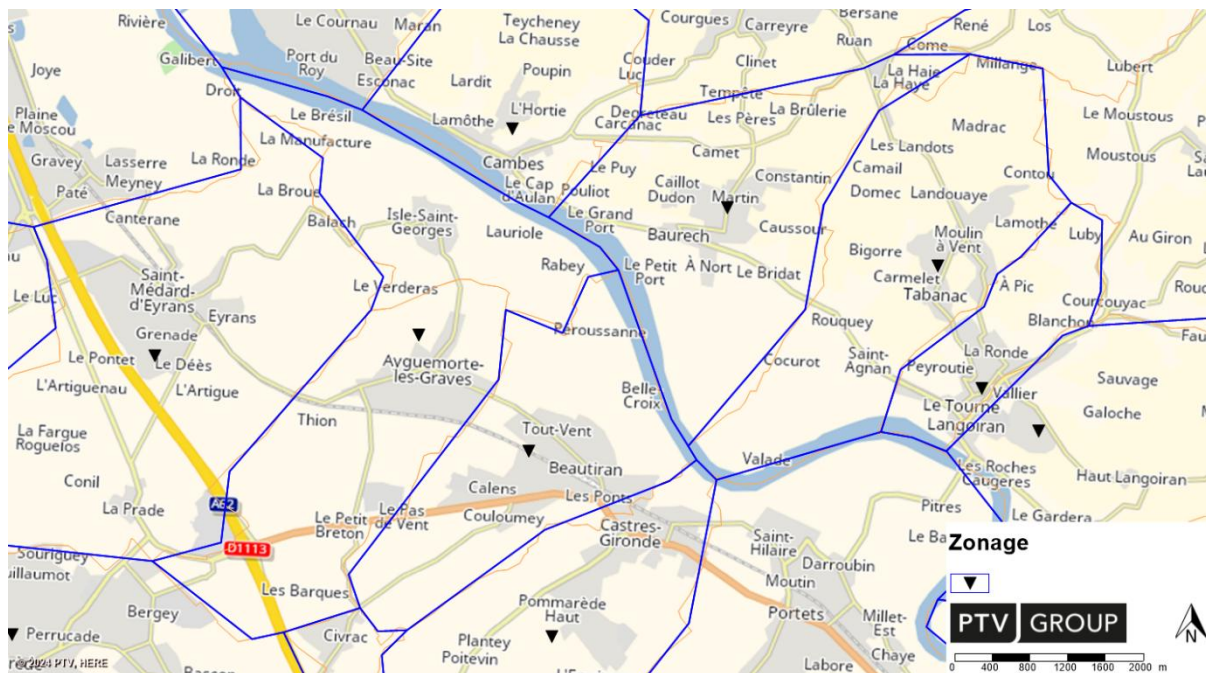 Rivière
Le Cournau
Maran
Teycheney
La Chausse
Courgues
Carreyre
Bersane
René
Los
Galiber
Port du
Roy
Beau-Site
Esconac
Lardit
Poupin
Couder
Luc
Clinet
Ruan
Come
La Haie
La Haye
Millange
Lubert
Joye
Droit
Le Brésil
Lamôthe
L'Hortie
Degreteau
Carcanac
Tempête
Les Pères
La Brûlerie
Plaine
e Moscou
La Manufacture
Madrac
Le Moustous
Gravey
Lasserre
Meyney
La Ronde
Cambes
Le Puy
Camet
Les Landots
Moustous
Paté
La Broue
Le Cap
d'Aulan
Pouliot
Caillot
Dudon
Martin
Constantin
Camail
Domec
Landouaye
Contou
Canterane
Balach
Isle-Saint-
Georges
Lauriole
Le Grand
Port
Baurech
Caussour
Moulin
à Vent
Lamothe
Luby
Au Giron
Saint-
Médard-
d'Eyrans
Rabey
Le Petit
Port
À Nort
Le Bridat
Bigorre
Carmelet
Tabanac
À Pic
Courcouyac
Le Luc
Le Verderas
Eyrans
Grenade
Peroussanne
Rouquey
Blanchon
Le Pontet
Le Déès
Ayguemorte-
les-Graves
Cocurot
Saint-
Agnan
Peyroutie
La Ronde
Vallier
Sauvage
L'Artiguenau
L'Artigue
Belle
Croix
Le Tourne
Langoiran
Galoche
La Fargue
Roguelos
Thion
Tout-Vent
Beautiran
Valade
Les Roches
Caugeres
Haut Langoiran
Conil
Calens
Les Ponts
Pitres
La Prade
A62
Le Petit
Breton
Le Pas
de Vent
Couloumey
Castres-
Gironde
Saint-
Hilaire
Le Gardera
Le Ba
D1113
Souriguey
uillaumot
Les Barques
Darroubin
Moutin
Bergey
Pommarède
Haut
Portets
Millet-
Est
Perrucade
Civrac
Plantey
Poitevin
Chaye
Labore
© 2024 PTV, HERE
Zonage
PTV GROUP
N
0 400 800 1200 1600 2000 m